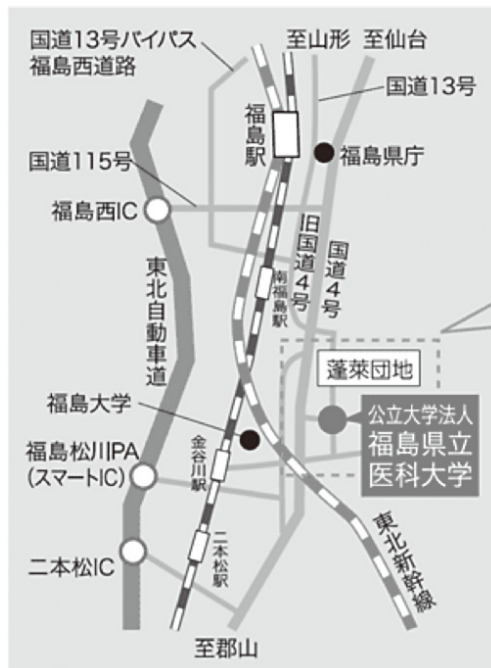 国道13号バイパス
福島西道路
至山形
至仙台
国道13号
福島駅
福島県庁
国道115号
福島西IC
旧国道4号
国道4号
南福島駅
東北自動車道
蓬萊団地
福島大学
公立大学法人
福島県立
医科大学
福島松川PA
(スマートIC)
金谷川駅
二本松駅
二本松IC
東北新幹線
至郡山